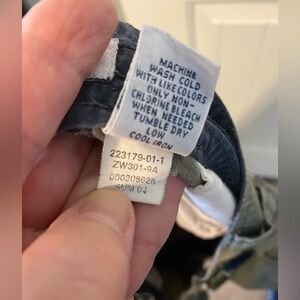 MACHINE
WASH COLD
WITH LIKE COLORS
ONLY NON-
CHLORINE BLEACH
WHEN NEEDED
TUMBLE DRY
LOW
COOL IRON
223179-01-1
ZW301-9A
000308626
SUM'04